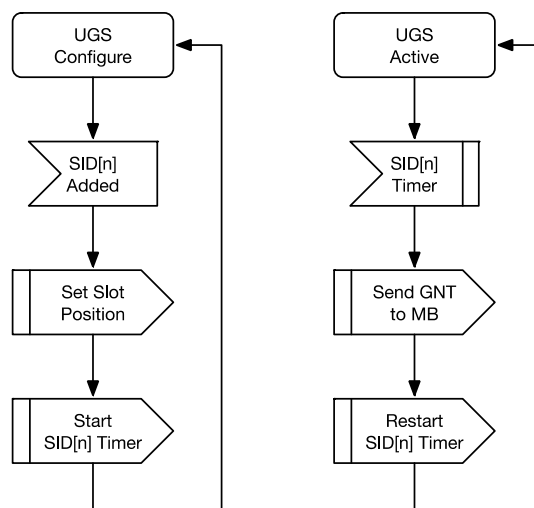 UGS
Configure
SID[n]
Added
Set Slot
Position
Start
SID[n] Timer
UGS
Active
SID[n]
Timer
Send GNT
to MB
Restart
SID[n] Timer